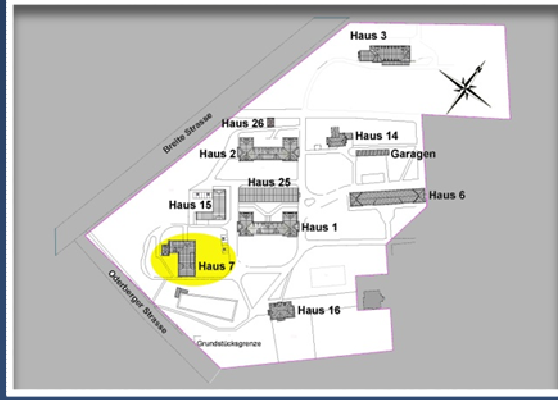 Haus 3
Breite Strasse
Haus 26
Haus 14
Haus 2
Garagen
Haus 25
Haus 15
Haus 6
Haus 1
Haus 7
Oderberger Strasse
Haus 16
Grundstücksgrenze